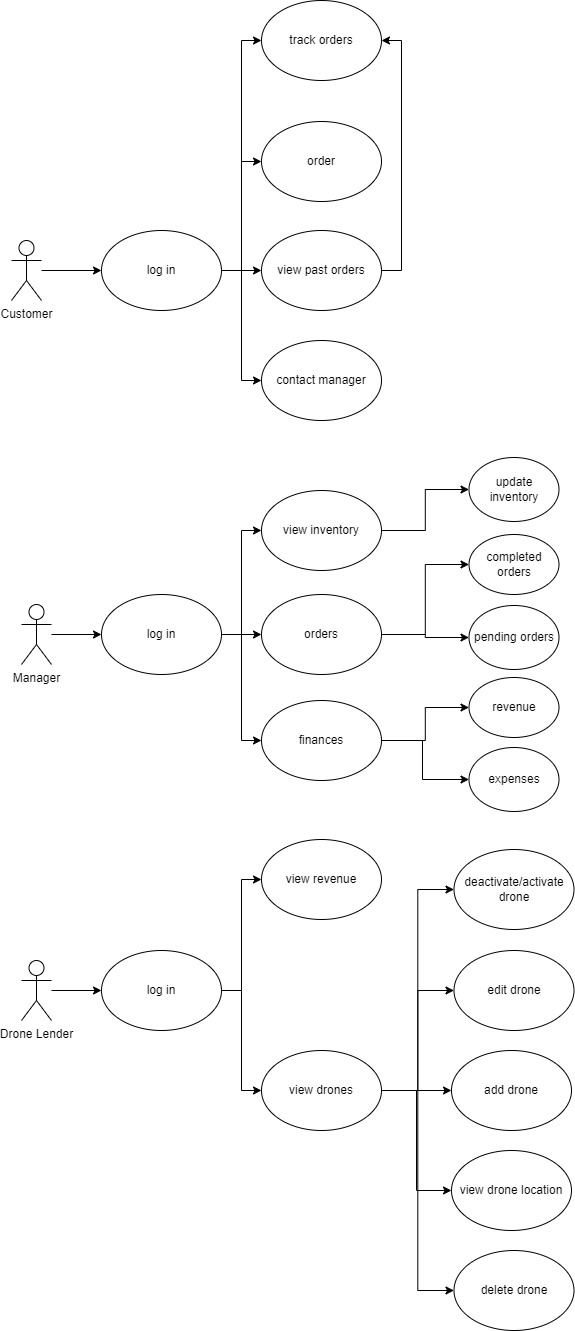 track orders
order
log in
view past orders
Customer
contact manager
update
inventory
view inventory
completed
orders
log in
orders
pending orders
Manager
revenue
finances
expenses
view revenue
deactivate/activate
drone
log in
edit drone
Drone Lender
view drones
add drone
view drone location
delete drone